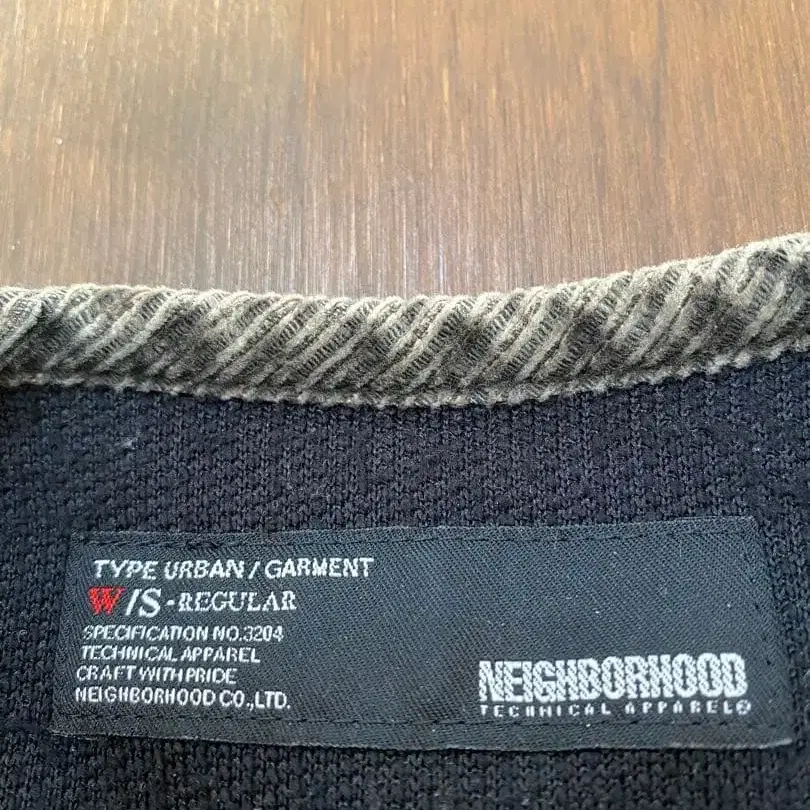 TYPE URBAN / GARMENT
W/S-REGULAR
SPECIFICATION NO.3204
TECHNICAL APPAREL
CRAFT WITH PRIDE
NEIGHBORHOOD CO.,LTD.
NEIGHBORHOOD
TECHNICAL APPAREL®